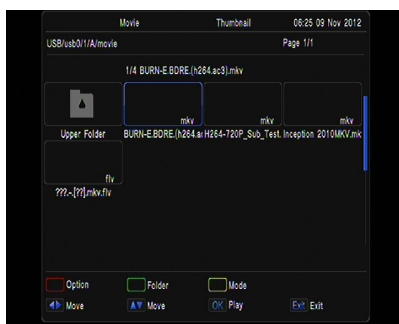 Movie Thumbnail 06:25 09 Nov 2012
USB/usb0/1/A/movie Page 1/1
1/4 BURN-E.BDRE.(h264.ac3).mkv
mkv mkv mkv
Upper Folder BURN-E.BDRE.(h264.a H264-720P_Sub_Test. Inception 2010MKV.mk
flv
???.-.[??].mkv.flv
Option Folder Mode
Move Move OK Play Exit Exit